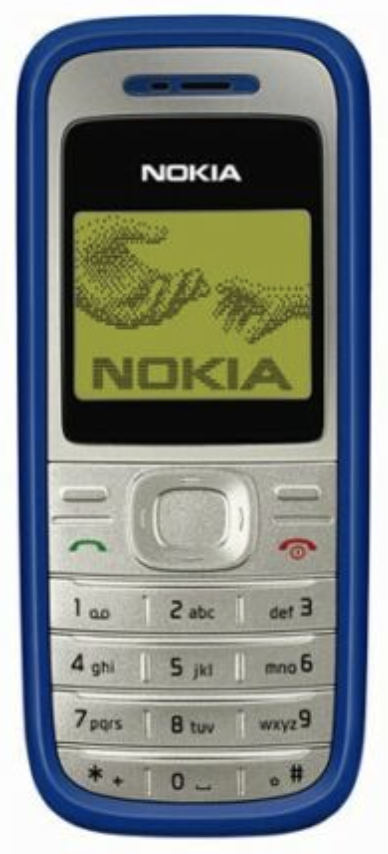 NOKIA
NOKIA
1 2 abc def 3
4 ghi 5 jkl mno 6
7 pqrs 8 tuv wxyz 9
* + 0 #